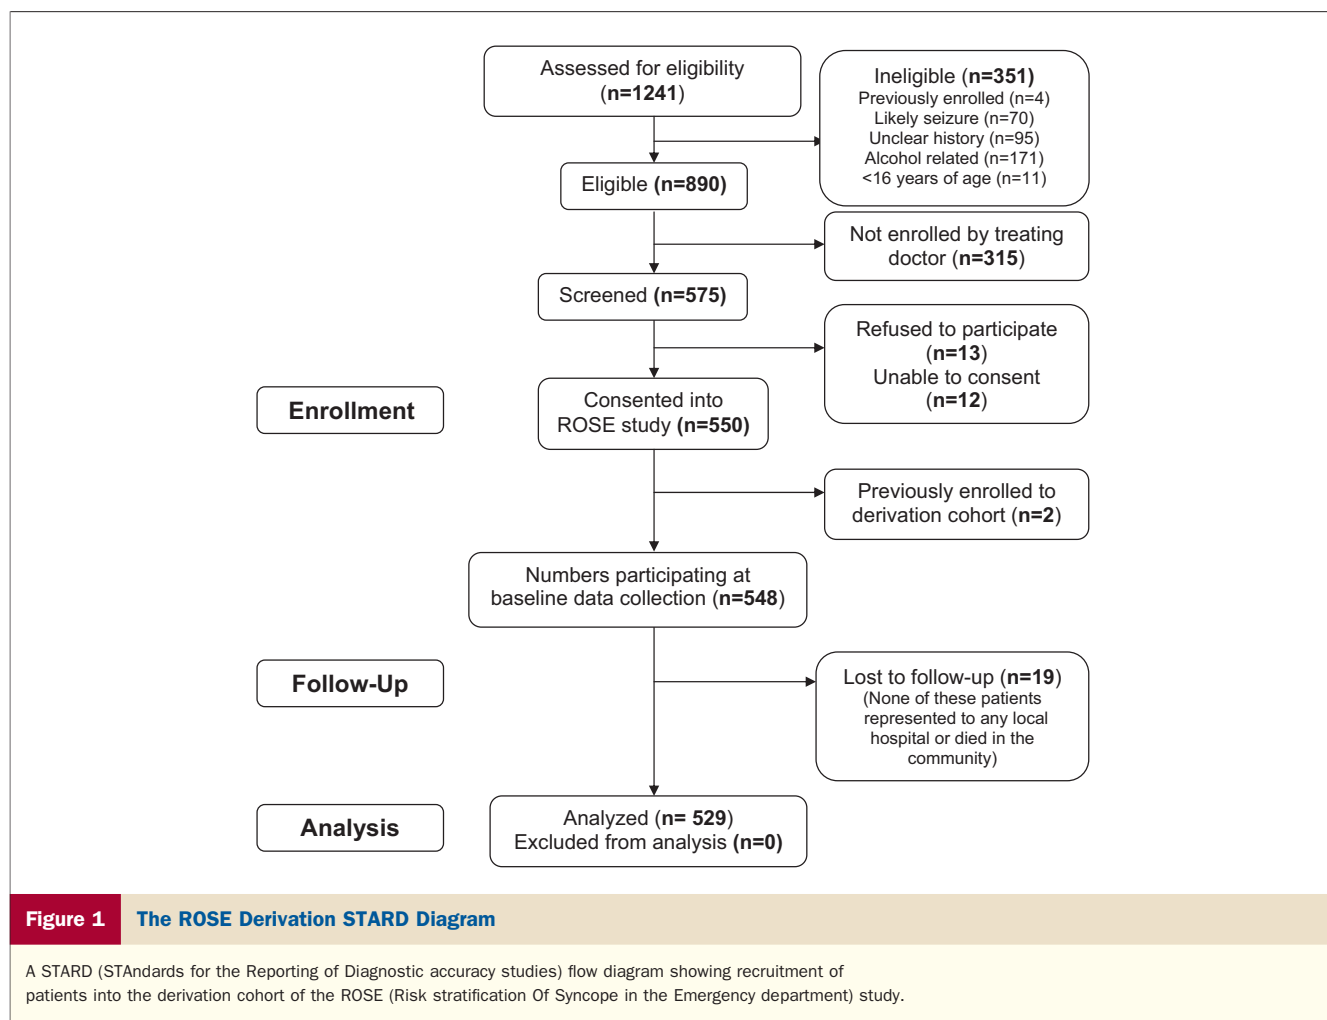 Assessed for eligibility
(n=1241)
Ineligible (n=351)
Previously enrolled (n=4)
Likely seizure (n=70)
Unclear history (n=95)
Alcohol related (n=171)
<16 years of age (n=11)
Eligible (n=890)
Not enrolled by treating
doctor (n=315)
Screened (n=575)
Refused to participate
(n=13)
Unable to consent
(n=12)
Enrollment
Consented into
ROSE study (n=550)
Previously enrolled to
derivation cohort (n=2)
Numbers participating at
baseline data collection (n=548)
Follow-Up
Lost to follow-up (n=19)
(None of these patients
represented to any local
hospital or died in the
community)
Analysis
Analyzed (n= 529)
Excluded from analysis (n=0)
Figure 1 The ROSE Derivation STARD Diagram
A STARD (STAndards for the Reporting of Diagnostic accuracy studies) flow diagram showing recruitment of
patients into the derivation cohort of the ROSE (Risk stratification Of Syncope in the Emergency department) study.